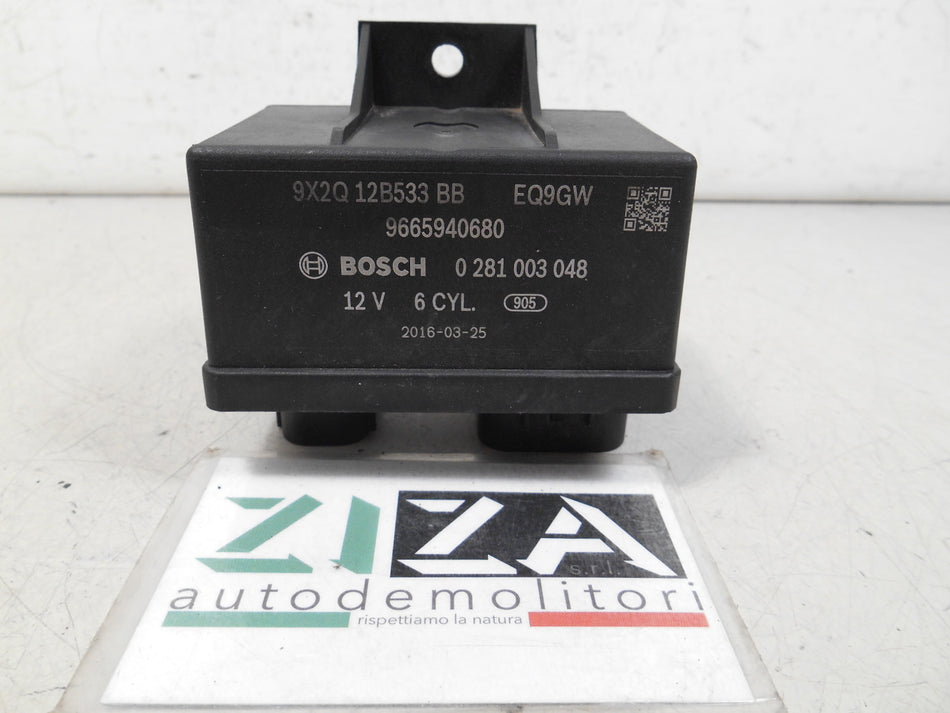 9X2Q 12B533 BB EQ9GW
9665940680
BOSCH 0 281 003 048
12 V 6 CYL. 905
2016-03-25
ZIZA
s.r.l.
autodemolitori
rispettiamo la natura